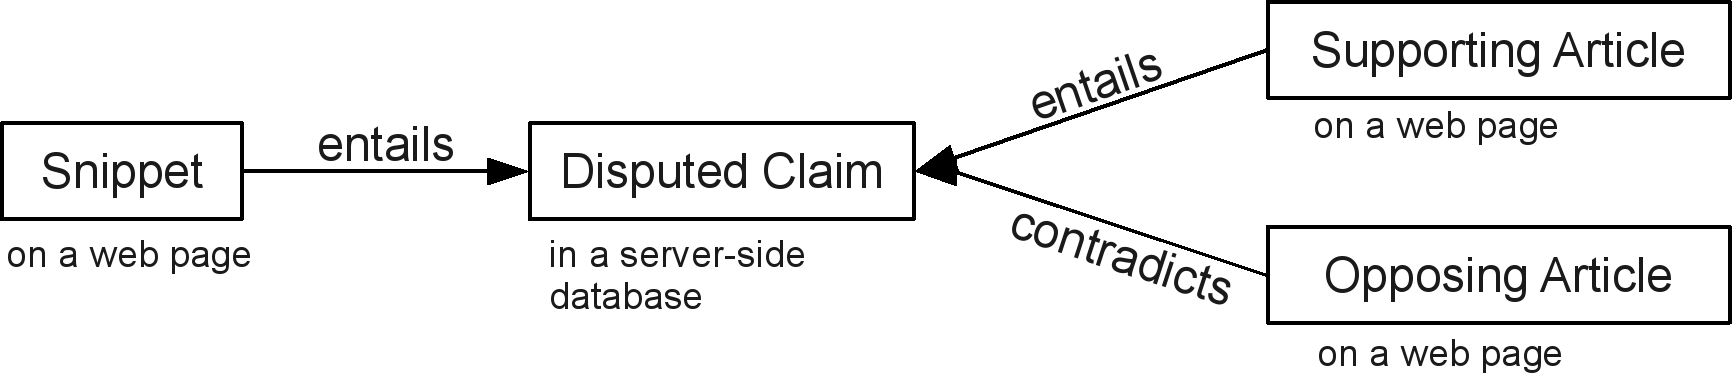 Snippet
on a web page
entails
Disputed Claim
in a server-side
database
entails
Supporting Article
on a web page
contradicts
Opposing Article
on a web page